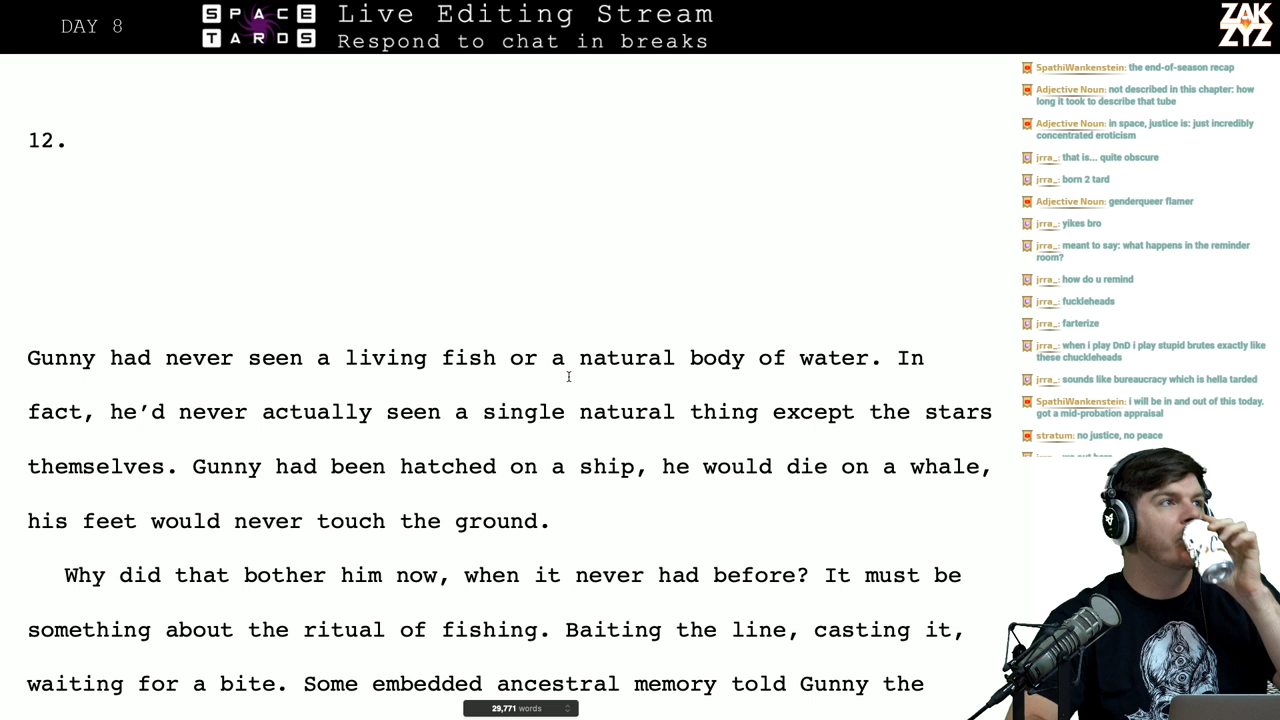 DAY 8
SPACE
TARDS
Live Editing Stream
Respond to chat in breaks
ZAK
ZYZ
12.
Gunny had never seen a living fish or a natural body of water. In
fact, he’d never actually seen a single natural thing except the stars
themselves. Gunny had been hatched on a ship, he would die on a whale,
his feet would never touch the ground.
Why did that bother him now, when it never had before? It must be
something about the ritual of fishing. Baiting the line, casting it,
waiting for a bite. Some embedded ancestral memory told Gunny the
29,771 words
SpathiWankenstein: the end-of-season recap
Adjective Noun: not described in this chapter: how
long it took to describe that tube
Adjective Noun: in space, justice is: just incredibly
concentrated eroticism
jrra_: that is... quite obscure
jrra_: born 2 tard
Adjective Noun: genderqueer flamer
jrra_: yikes bro
jrra_: meant to say: what happens in the reminder
room?
jrra_: how do u remind
jrra_: fuckleheads
jrra_: farterize
jrra_: when i play DnD i play stupid brutes exactly like
these chuckleheads
jrra_: sounds like bureaucracy which is hella tarded
SpathiWankenstein: i will be in and out of this today.
got a mid-probation appraisal
stratum: no justice, no peace